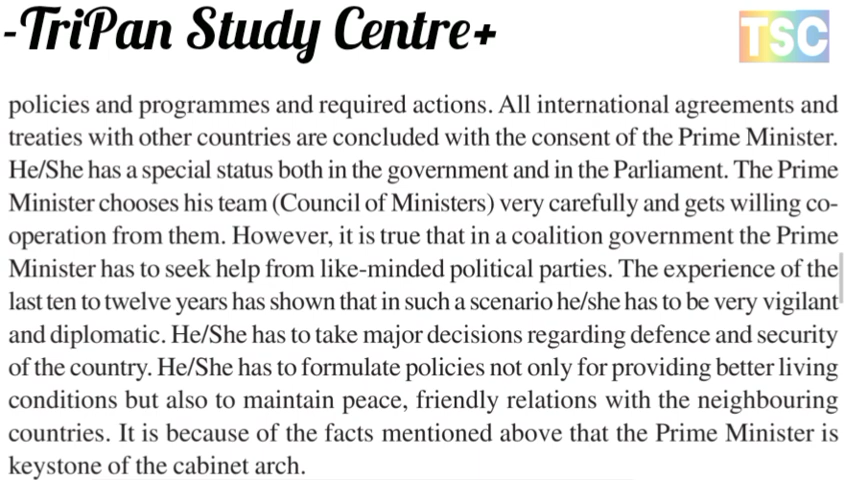 -TriPan Study Centre+
TSC
policies and programmes and required actions. All international agreements and
treaties with other countries are concluded with the consent of the Prime Minister.
He/She has a special status both in the government and in the Parliament. The Prime
Minister chooses his team (Council of Ministers) very carefully and gets willing co-
operation from them. However, it is true that in a coalition government the Prime
Minister has to seek help from like-minded political parties. The experience of the
last ten to twelve years has shown that in such a scenario he/she has to be very vigilant
and diplomatic. He/She has to take major decisions regarding defence and security
of the country. He/She has to formulate policies not only for providing better living
conditions but also to maintain peace, friendly relations with the neighbouring
countries. It is because of the facts mentioned above that the Prime Minister is
keystone of the cabinet arch.